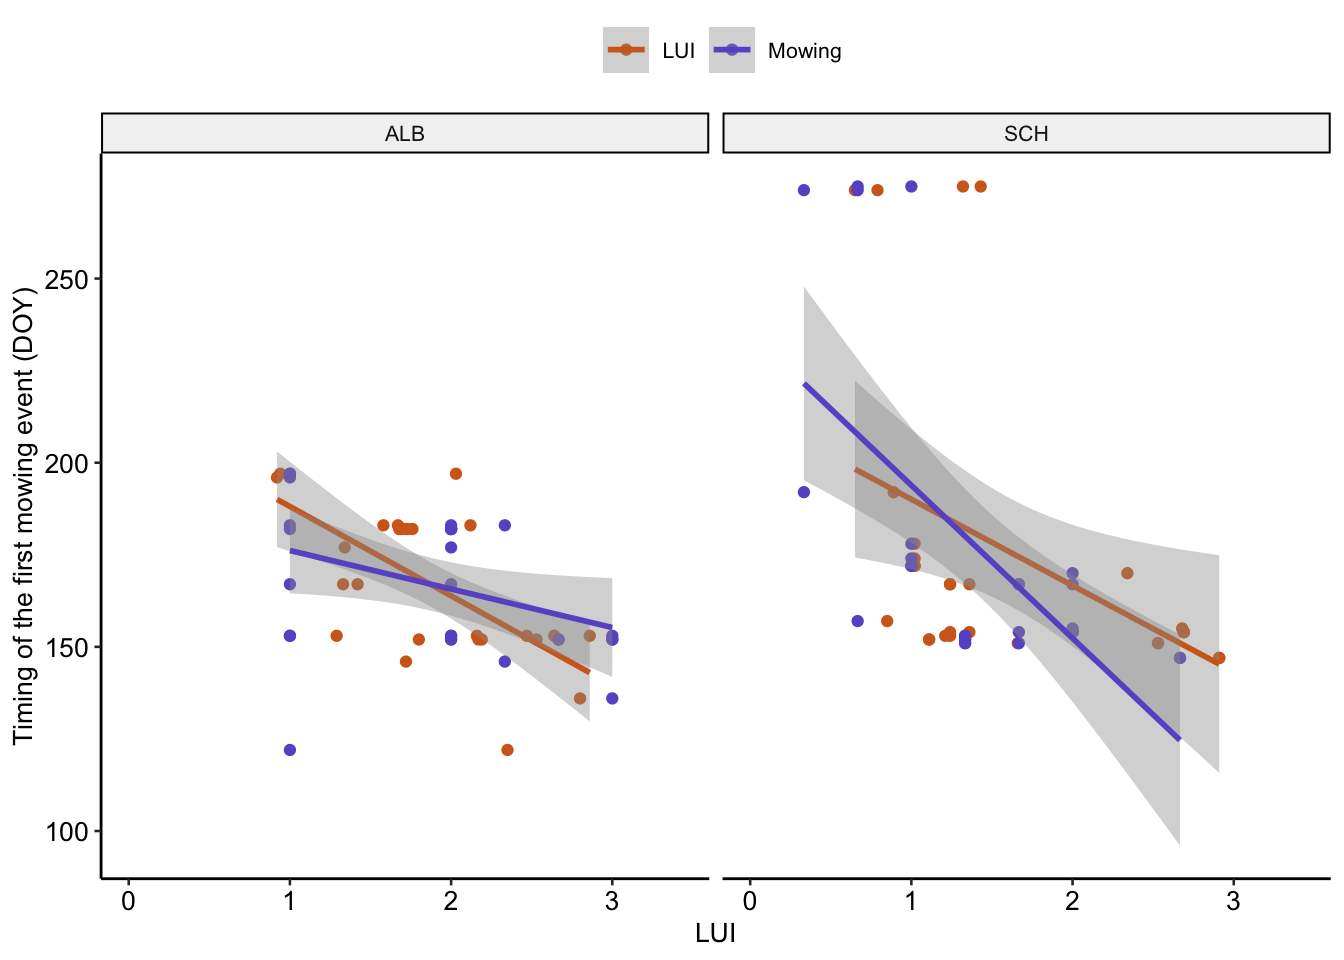 LUI Mowing
ALB SCH
Timing of the first mowing event (DOY)
250
200
150
100
0 1 2 3 0 1 2 3
LUI